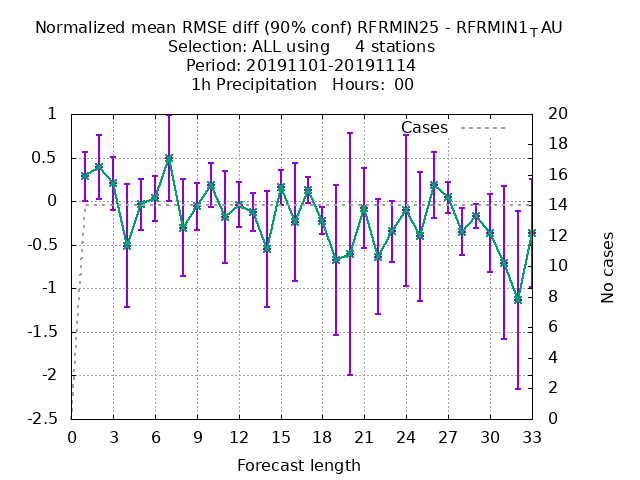 Normalized mean RMSE diff (90% conf) RFRMIN25 - RFRMIN1_TAU
Selection: ALL using 4 stations
Period: 20191101-20191114
1h Precipitation Hours: 00
Cases
1
0.5
0
-0.5
-1
-1.5
-2
-2.5
20
18
16
14
12
10
8
6
4
2
0
No cases
0 3 6 9 12 15 18 21 24 27 30 33
Forecast length